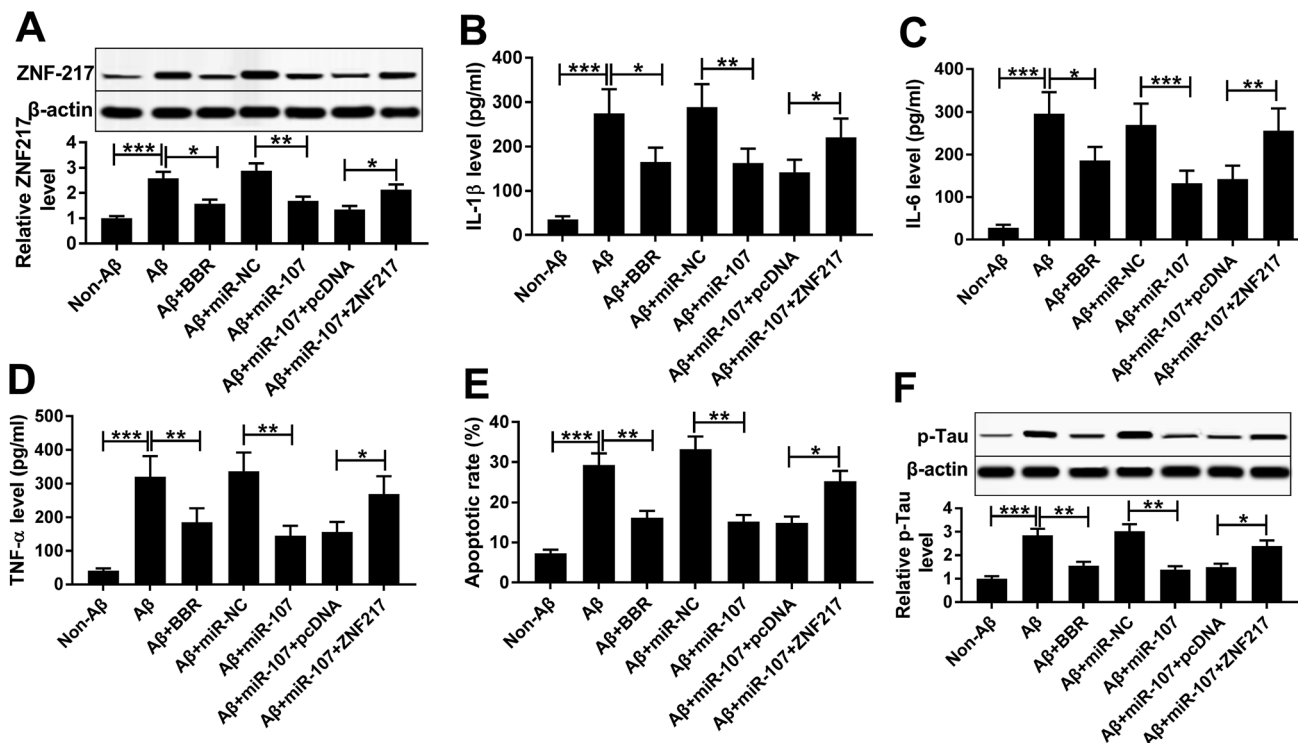 A
ZNF-217
β-actin
Relative ZNF217
level
4
3
2
1
0
***
*
**
*
Non-Aβ
Aβ
Aβ+BBR
Aβ+miR-NC
Aβ+miR-107
Aβ+miR-107+pcDNA
Aβ+miR-107+ZNF217
B
IL-1β level (pg/ml)
400
300
200
100
0
***
*
**
*
Non-Aβ
Aβ
Aβ+BBR
Aβ+miR-NC
Aβ+miR-107
Aβ+miR-107+pcDNA
Aβ+miR-107+ZNF217
C
IL-6 level (pg/ml)
400
300
200
100
0
***
*
***
**
Non-Aβ
Aβ
Aβ+BBR
Aβ+miR-NC
Aβ+miR-107
Aβ+miR-107+pcDNA
Aβ+miR-107+ZNF217
D
TNF-α level (pg/ml)
500
400
300
200
100
0
***
**
**
*
Non-Aβ
Aβ
Aβ+BBR
Aβ+miR-NC
Aβ+miR-107
Aβ+miR-107+pcDNA
Aβ+miR-107+ZNF217
E
Apoptotic rate (%)
40
30
20
10
0
***
**
**
*
Non-Aβ
Aβ
Aβ+BBR
Aβ+miR-NC
Aβ+miR-107
Aβ+miR-107+pcDNA
Aβ+miR-107+ZNF217
F
p-Tau
β-actin
Relative p-Tau
level
4
3
2
1
0
***
**
**
*
Non-Aβ
Aβ
Aβ+BBR
Aβ+miR-NC
Aβ+miR-107
Aβ+miR-107+pcDNA
Aβ+miR-107+ZNF217